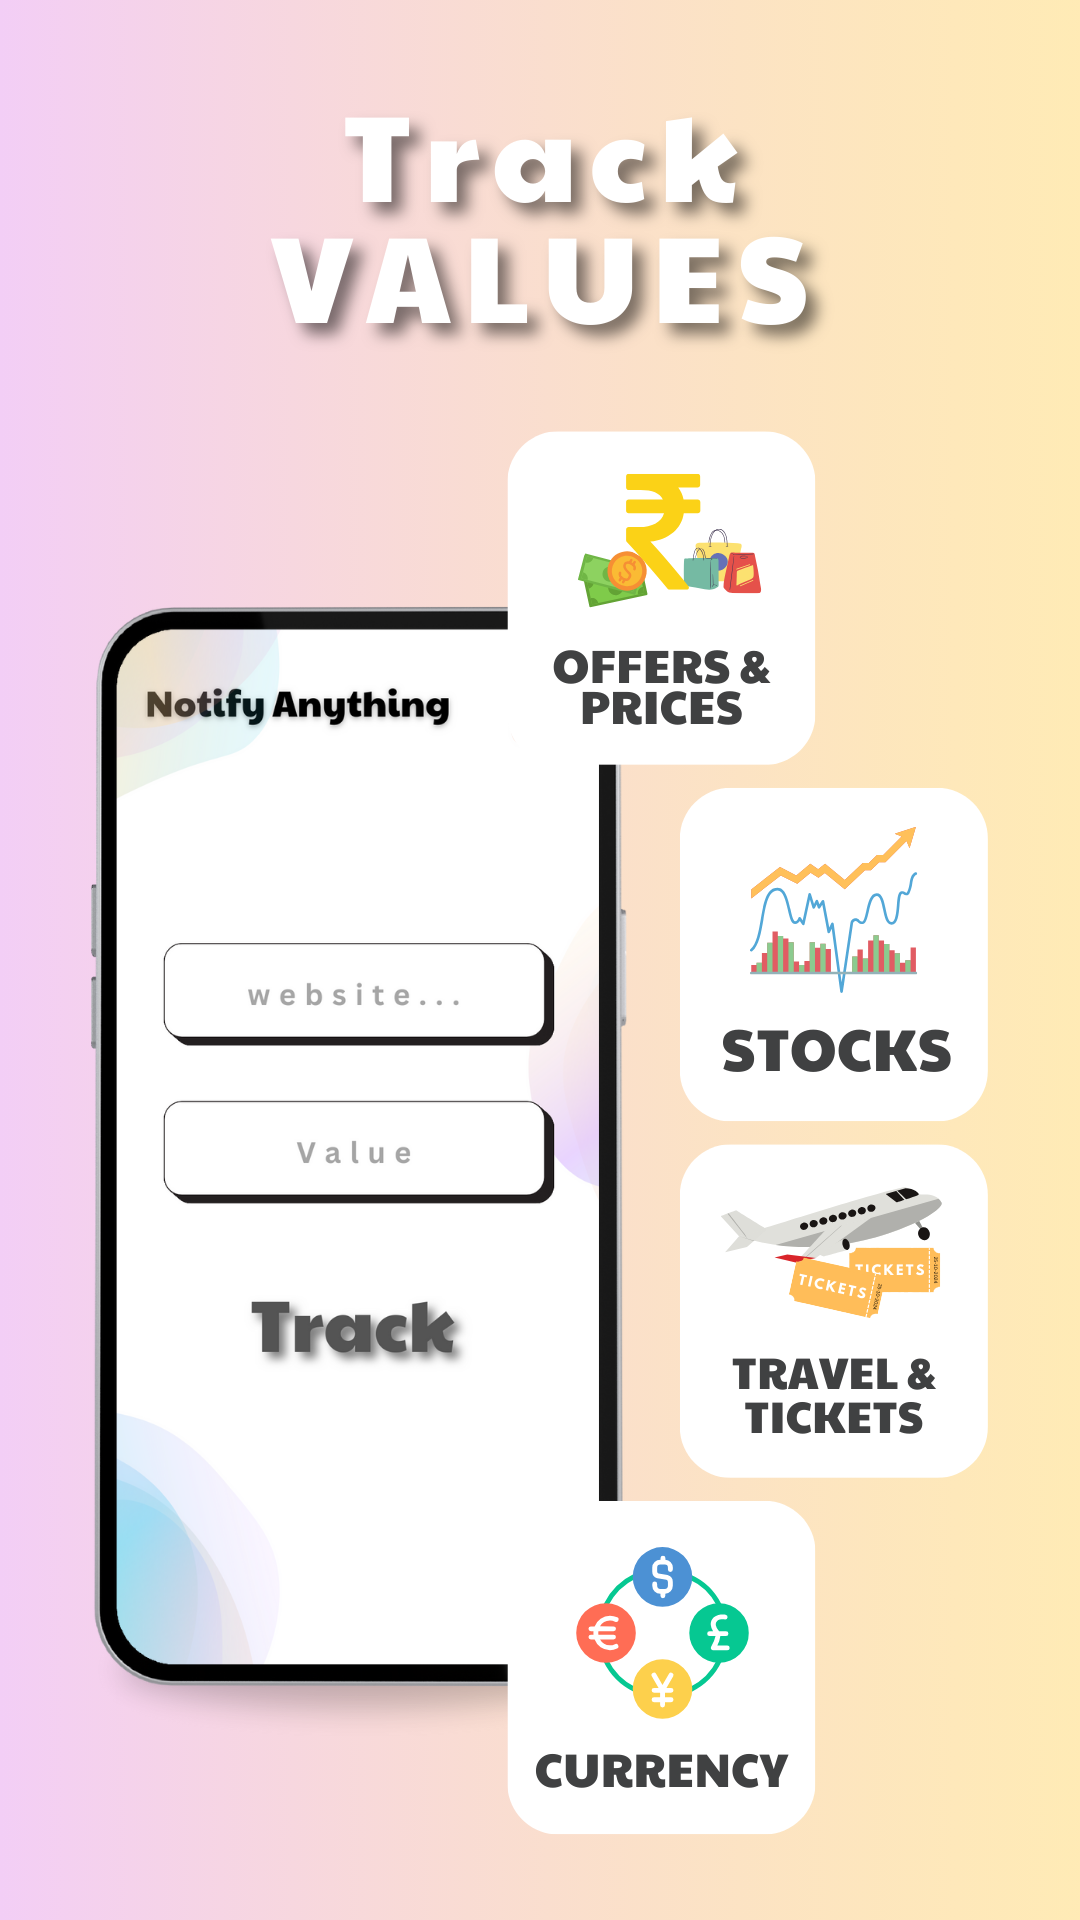 Track
VALUES
₹
$
OFFERS &
PRICES
Notify Anything
STOCKS
website...
Value
TICKETS
TICKETS
Track
TRAVEL &
TICKETS
$
€
£
¥
CURRENCY